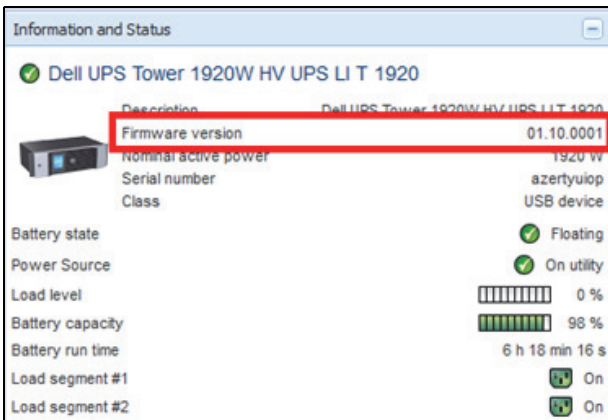 Information and Status
Dell UPS Tower 1920W HV UPS LI T 1920
Description Dell UPS Tower 1920W HV UPS LI T 1920
Firmware version 01.10.0001
Nominal active power 1920 W
Serial number azertyuiop
Class USB device
Battery state Floating
Power Source On utility
Load level 0 %
Battery capacity 98 %
Battery run time 6 h 18 min 16 s
Load segment #1 On
Load segment #2 On